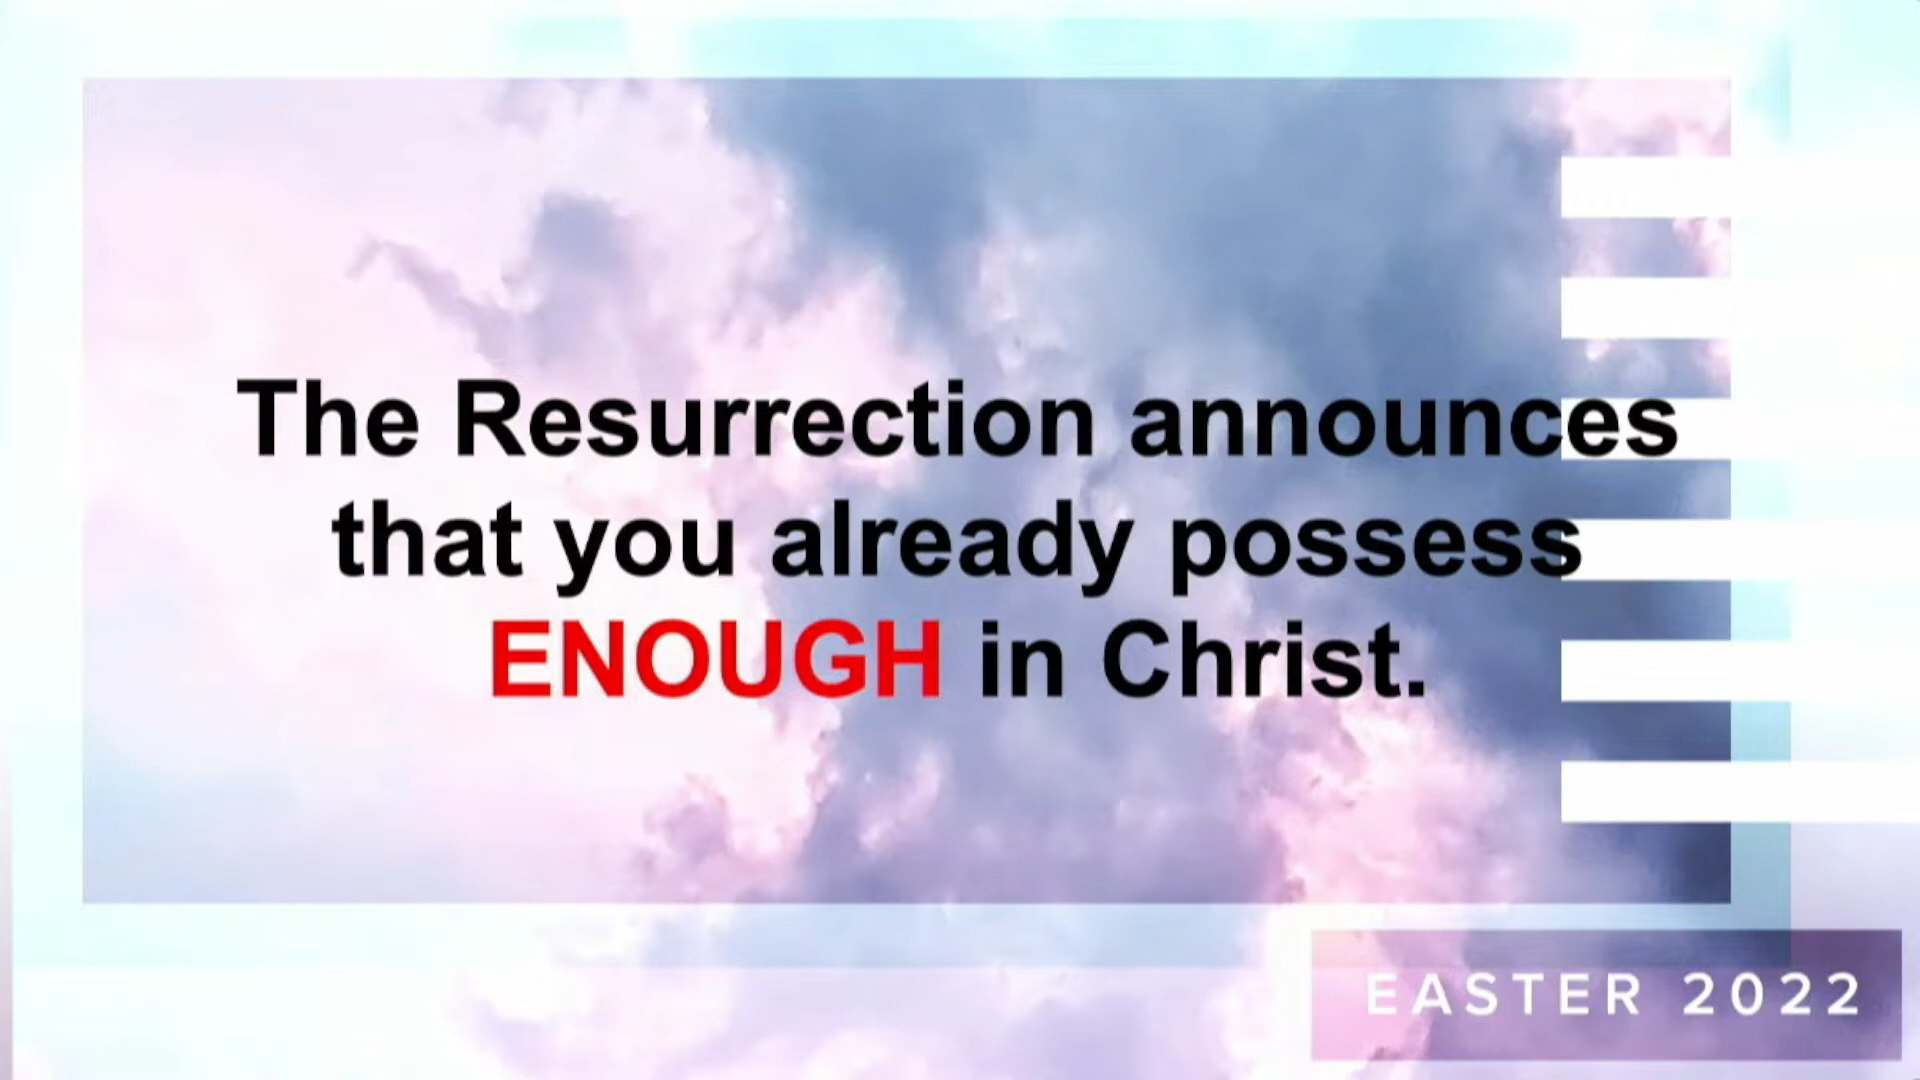 The Resurrection announces
that you already possess
ENOUGH in Christ.
EASTER 2022